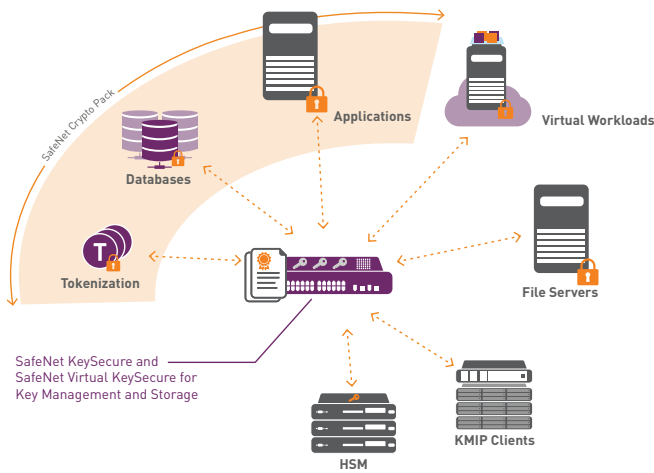 SafeNet Crypto Pack
Applications
Virtual Workloads
Databases
T
Tokenization
File Servers
SafeNet KeySecure and
SafeNet Virtual KeySecure for
Key Management and Storage
KMIP Clients
HSM